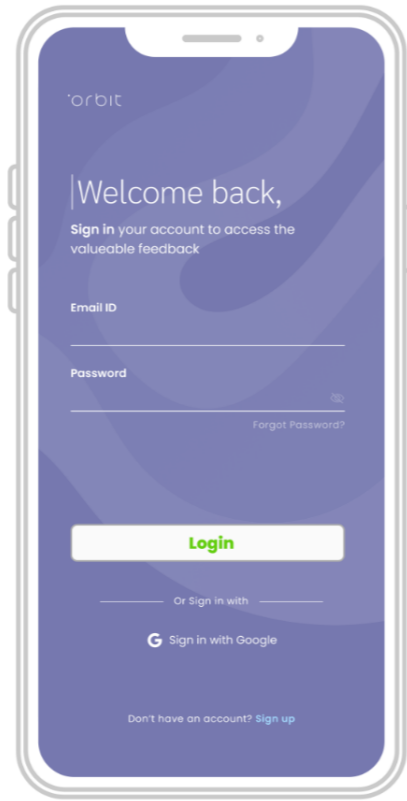 orbit
Welcome back,
Sign in your account to access the
valueable feedback
Email ID
Password
Forgot Password?
Login
Or Sign in with
G Sign in with Google
Don't have an account? Sign up